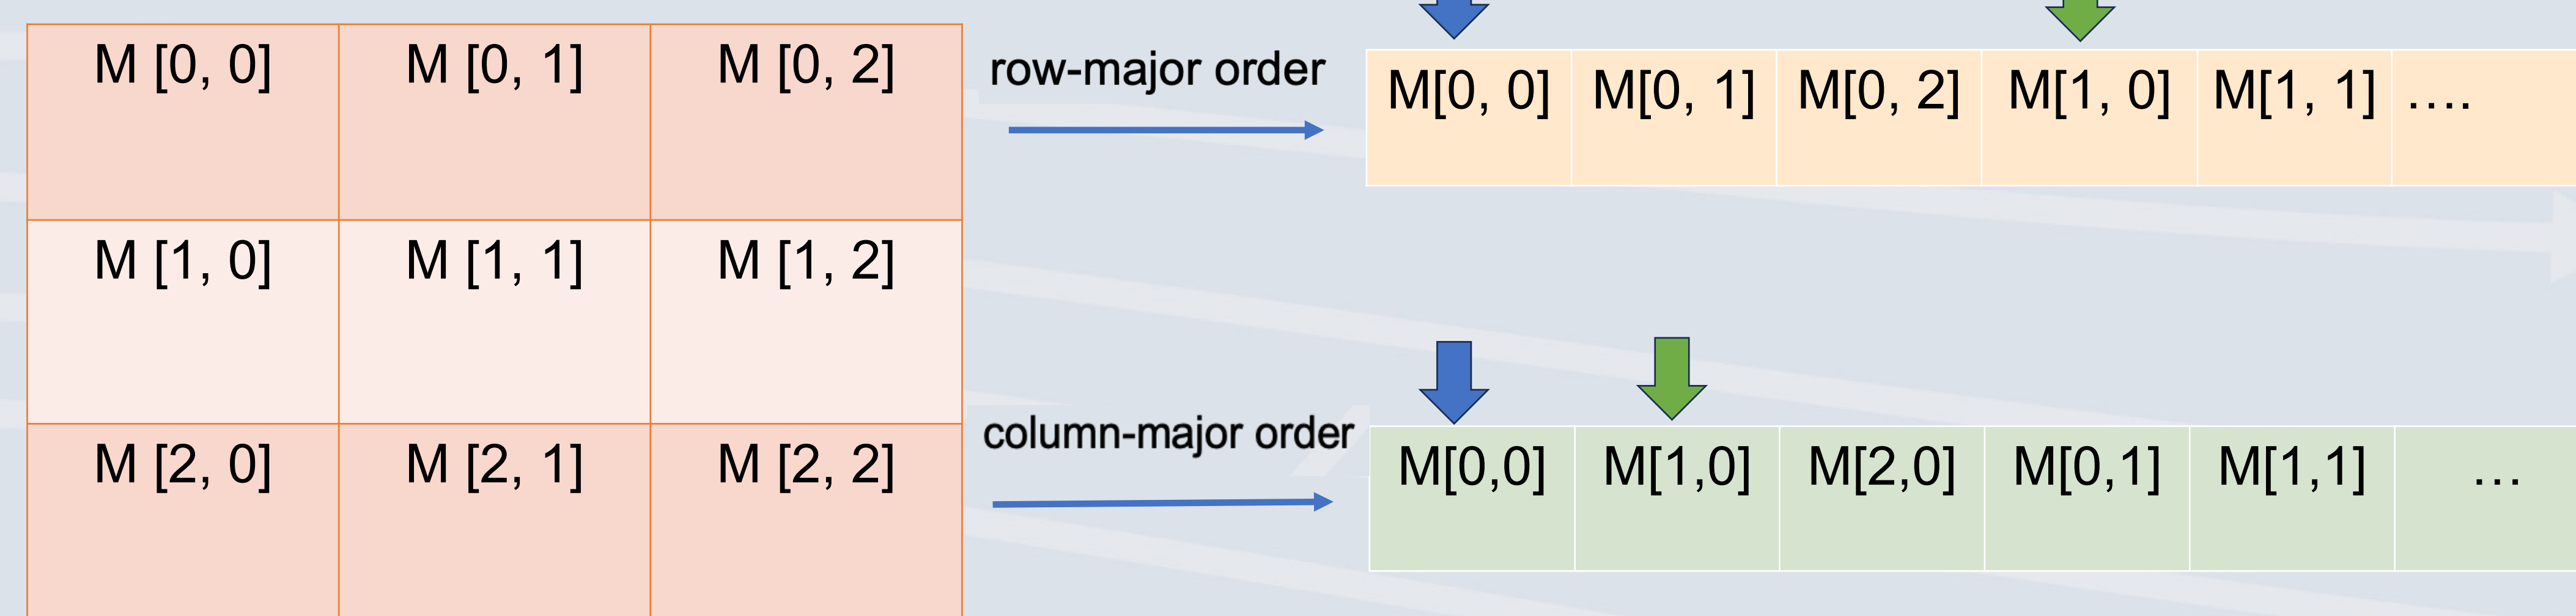 M [0, 0] M [0, 1] M [0, 2]
M [1, 0] M [1, 1] M [1, 2]
M [2, 0] M [2, 1] M [2, 2]
row-major order
M[0, 0] M[0, 1] M[0, 2] M[1, 0] M[1, 1] ....
column-major order
M[0,0] M[1,0] M[2,0] M[0,1] M[1,1] ...